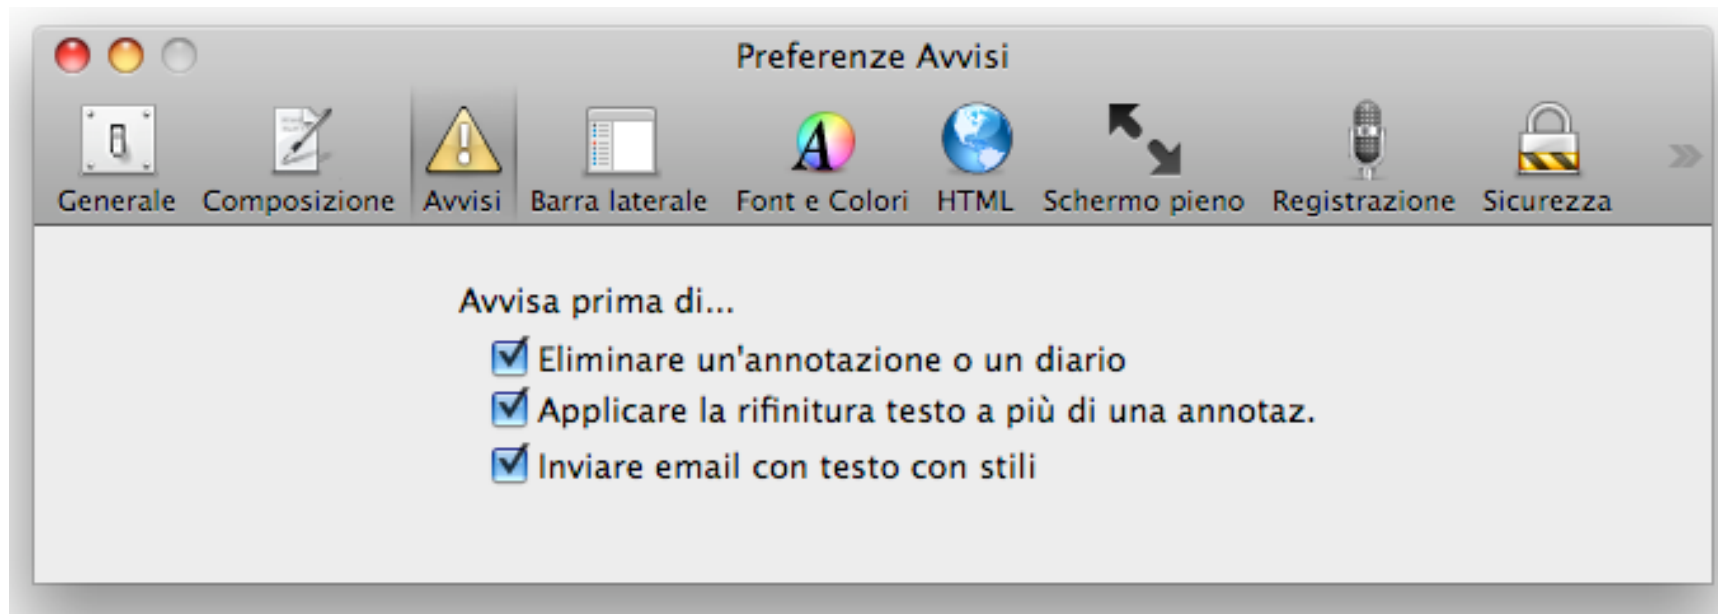 Preferenze Avvisi
Generale Composizione Avvisi Barra laterale Font e Colori HTML Schermo pieno Registrazione Sicurezza
Avvisa prima di...
Eliminare un'annotazione o un diario
Applicare la rifinitura testo a più di una annotaz.
Inviare email con testo con stili